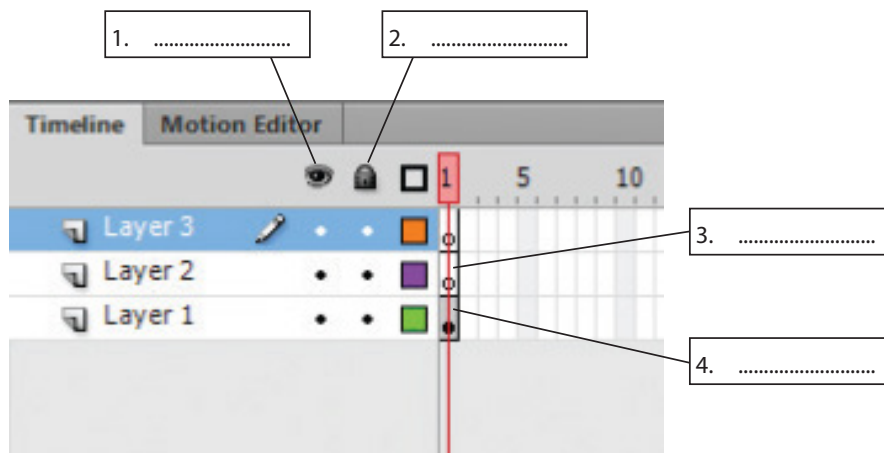 1. ...........................
2. ...........................
Timeline Motion Editor
1 5 10
Layer 3
3. ...........................
Layer 2
Layer 1
4. ...........................